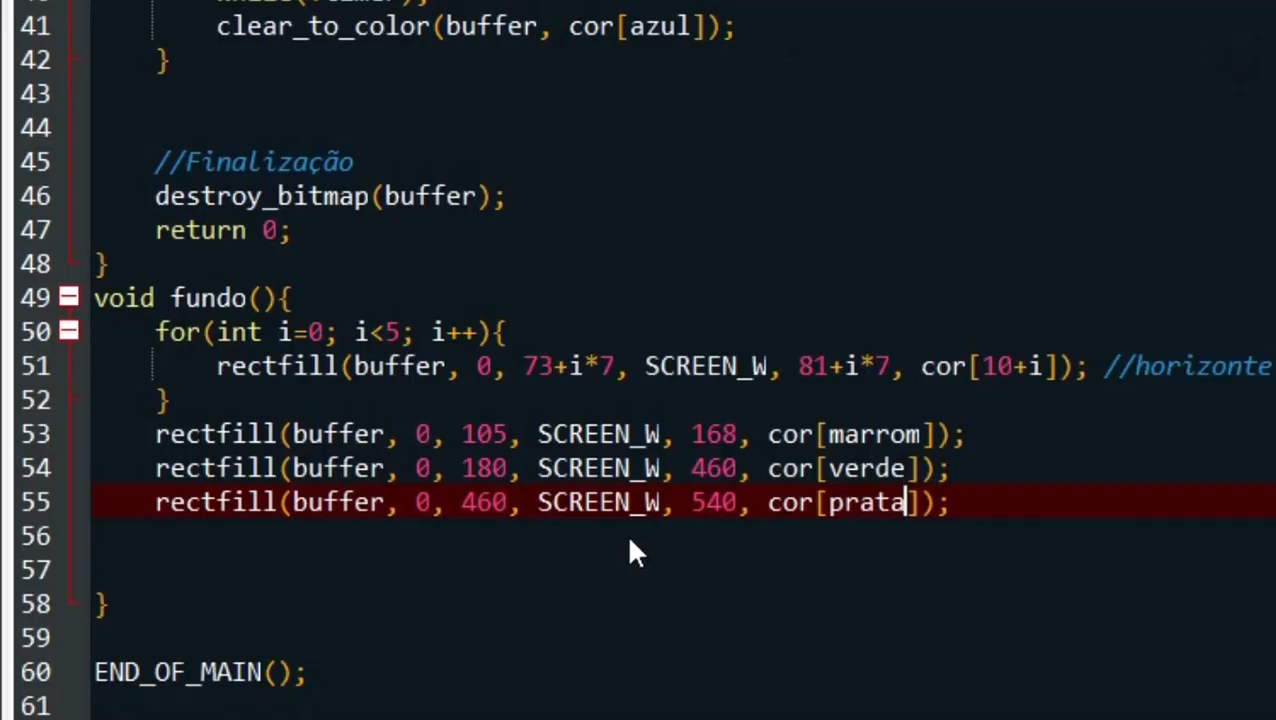 41 clear_to_color(buffer, cor[azul]);
42 }
43
44
45 //Finalização
46 destroy_bitmap(buffer);
47 return 0;
48 }
49 void fundo(){
50 for(int i=0; i<5; i++){
51 rectfill(buffer, 0, 73+i*7, SCREEN_W, 81+i*7, cor[10+i]); //horizonte
52 }
53 rectfill(buffer, 0, 105, SCREEN_W, 168, cor[marrom]);
54 rectfill(buffer, 0, 180, SCREEN_W, 460, cor[verde]);
55 rectfill(buffer, 0, 460, SCREEN_W, 540, cor[prata]);
56
57
58 }
59
60 END_OF_MAIN();
61